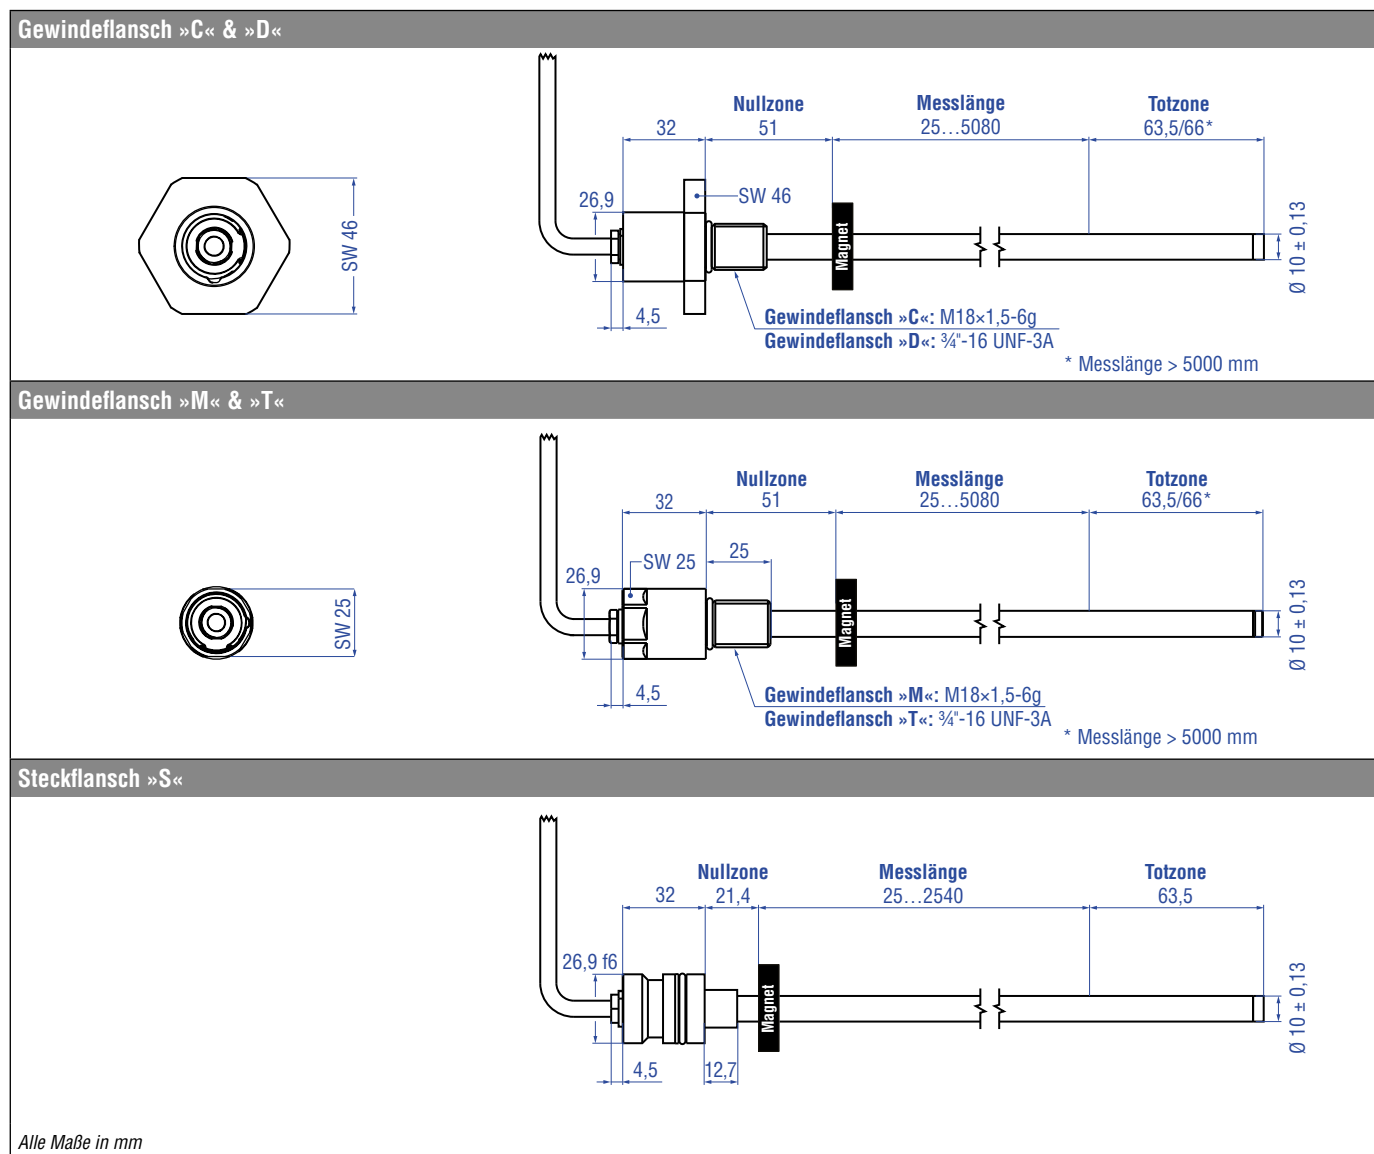 Gewindeflansch »C« & »D«
Nullzone
Messlänge
Totzone
32
51
25…5080
63,5/66*
SW 46
26,9
SW 46
Magnet
Ø 10 ± 0,13
4,5
Gewindeflansch »C«: M18×1,5-6g
Gewindeflansch »D«: ¾"-16 UNF-3A
* Messlänge > 5000 mm
Gewindeflansch »M« & »T«
Nullzone
Messlänge
Totzone
32
51
25…5080
63,5/66*
SW 25
25
26,9
SW 25
Magnet
Ø 10 ± 0,13
4,5
Gewindeflansch »M«: M18×1,5-6g
Gewindeflansch »T«: ¾"-16 UNF-3A
* Messlänge > 5000 mm
Steckflansch »S«
Nullzone
Messlänge
Totzone
32
21,4
25…2540
63,5
26,9 f6
Magnet
Ø 10 ± 0,13
4,5
12,7
Alle Maße in mm